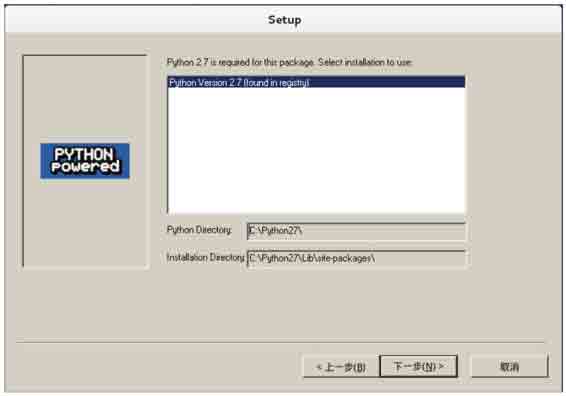 Setup
Python 2.7 is required for this package. Select installation to use:
Python Version 2.7 (found in registry)
PYTHON
powered
Python Directory: C:\Python27\
Installation Directory: C:\Python27\Lib\site-packages\
< 上一步(B) 下一步(N) > 取消